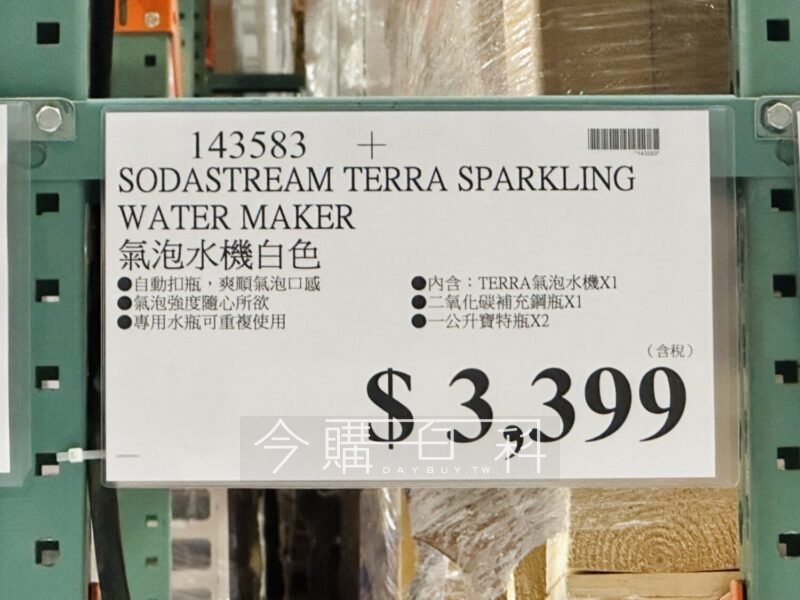 143583 +
*143583*
SODASTREAM TERRA SPARKLING
WATER MAKER
氣泡水機白色
●自動扣瓶，爽順氣泡口感
●氣泡強度隨心所欲
●專用水瓶可重複使用
●內含：TERRA氣泡水機X1
●二氧化碳補充鋼瓶X1
●一公升寶特瓶X2
(含稅)
$ 3,399
今購百科
DAYBUY.TW